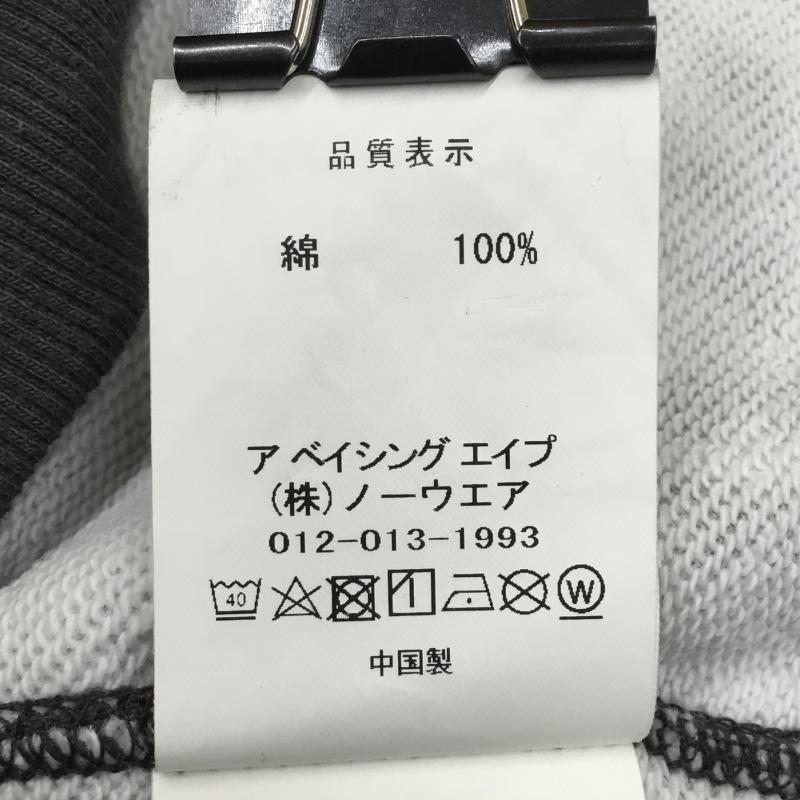 品質表示
綿 100%
ア ベイシング エイプ
(株)ノーウエア
012-013-1993
40 W
中国製